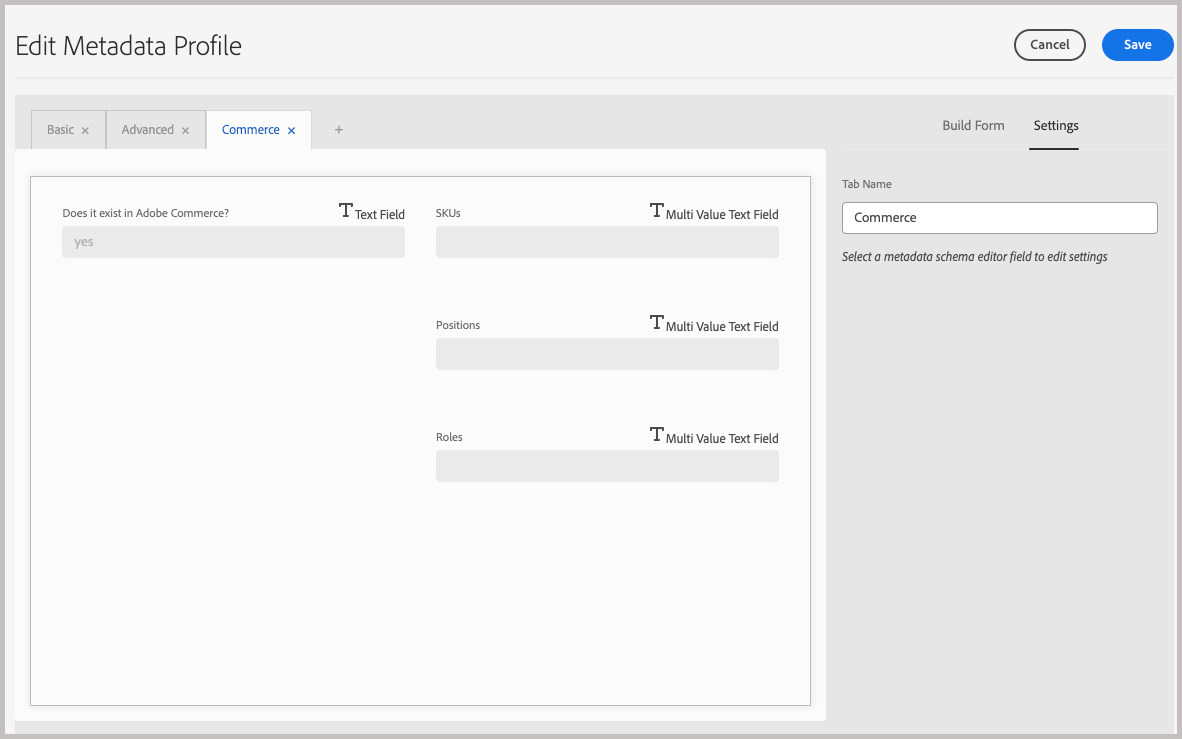 Edit Metadata Profile
Cancel
Save
Basic ×
Advanced ×
Commerce ×
+
Build Form
Settings
Does it exist in Adobe Commerce?
Text Field
yes
SKUs
Multi Value Text Field
Positions
Multi Value Text Field
Roles
Multi Value Text Field
Tab Name
Commerce
Select a metadata schema editor field to edit settings